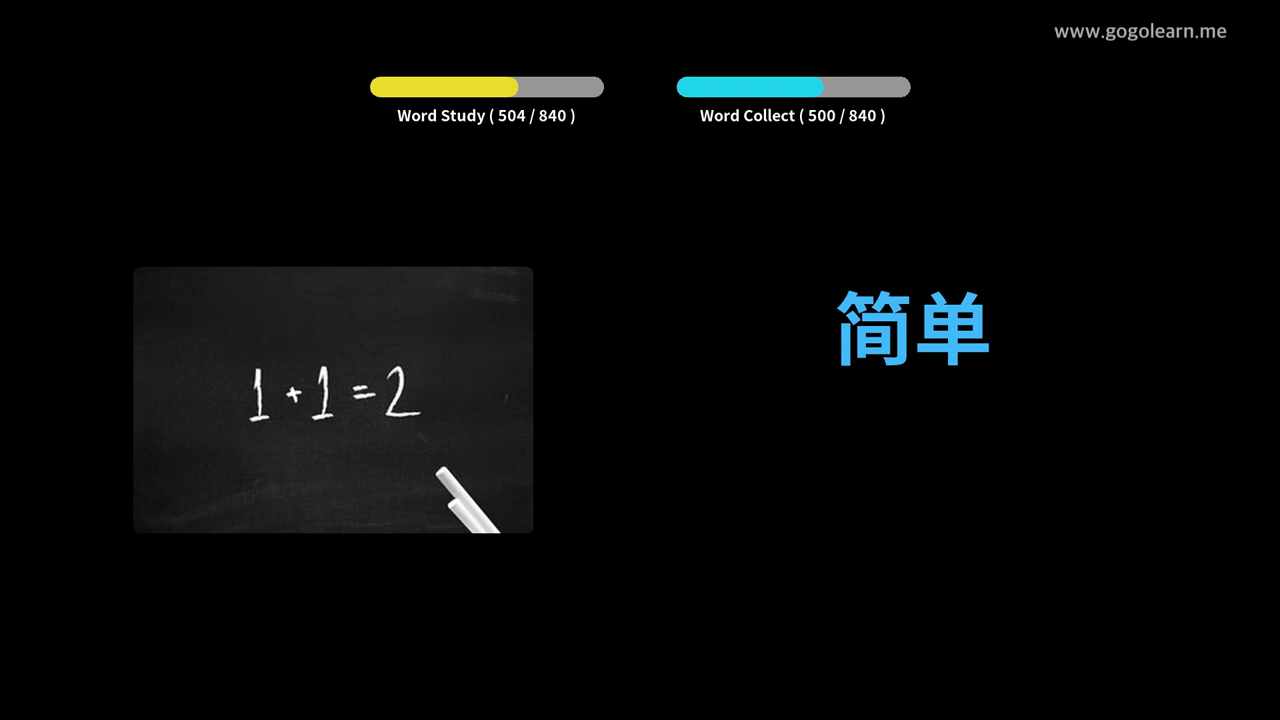 www.gogolearn.me
Word Study ( 504 / 840 )
Word Collect ( 500 / 840 )
简单
1 + 1 = 2